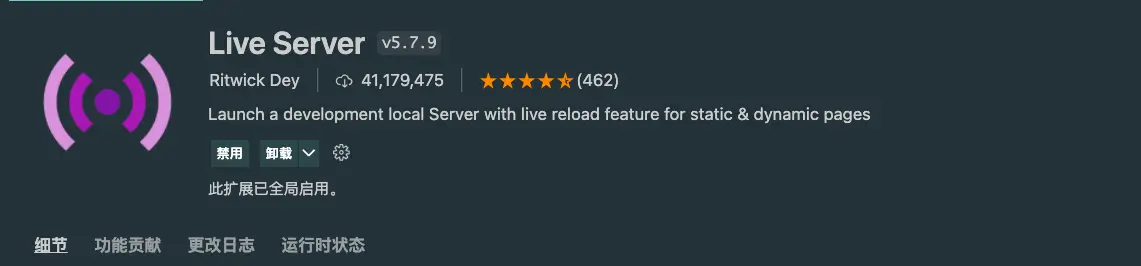 Live Server v5.7.9
Ritwick Dey 41,179,475 (462)
Launch a development local Server with live reload feature for static & dynamic pages
禁用 卸载
此扩展已全局启用。
细节 功能贡献 更改日志 运行时状态